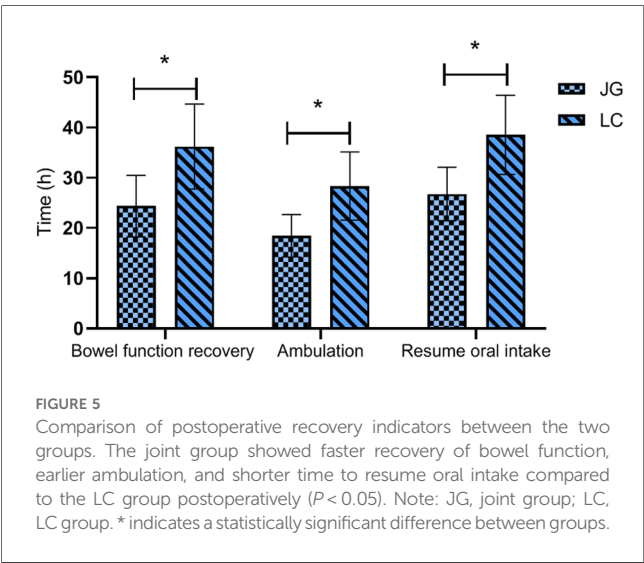 *
*
*
50
40
30
20
10
0
Time (h)
JG
LC
Bowel function recovery
Ambulation
Resume oral intake
FIGURE 5
Comparison of postoperative recovery indicators between the two
groups. The joint group showed faster recovery of bowel function,
earlier ambulation, and shorter time to resume oral intake compared
to the LC group postoperatively (P < 0.05). Note: JG, joint group; LC,
LC group. * indicates a statistically significant difference between groups.